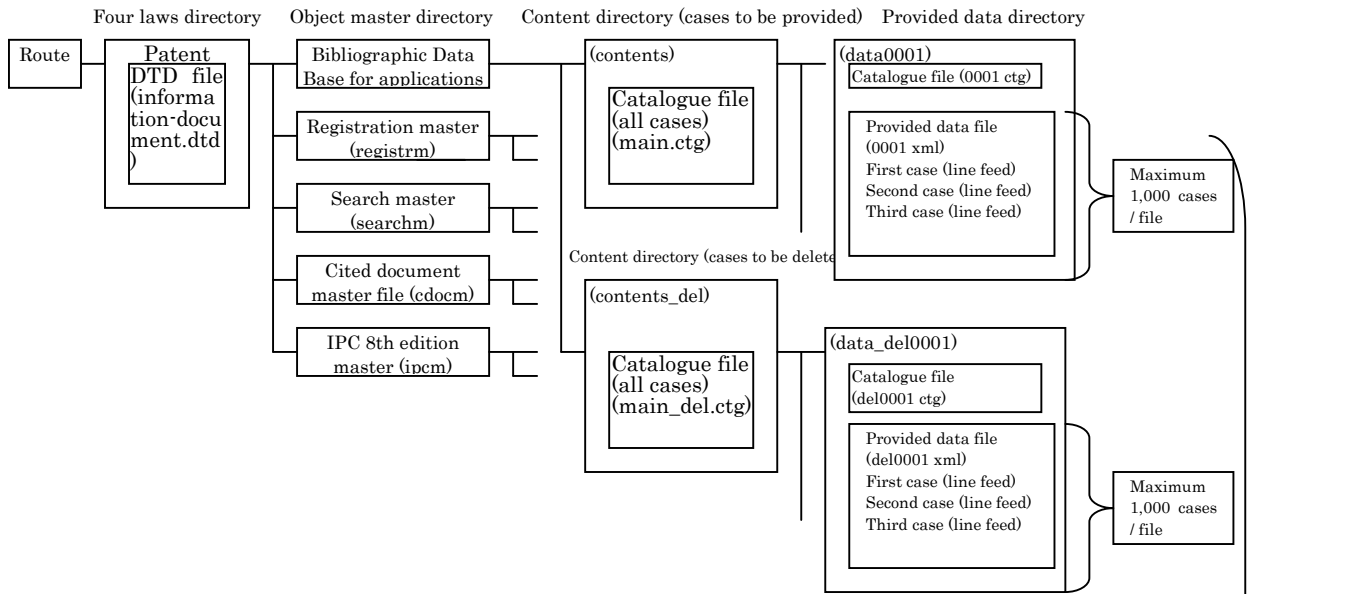 Four laws directory
Object master directory
Content directory (cases to be provided)
Provided data directory
Route
Patent
DTD file
(informa
tion-docu
ment.dtd
)
Bibliographic Data
Base for applications
Registration master
(registrm)
Search master
(searchm)
Cited document
master file (cdocm)
IPC 8th edition
master (ipcm)
(contents)
Catalogue file
(all cases)
(main.ctg)
Content directory (cases to be delete
(contents_del)
Catalogue file
(all cases)
(main_del.ctg)
(data0001)
Catalogue file (0001 ctg)
Provided data file
(0001 xml)
First case (line feed)
Second case (line feed)
Third case (line feed)
Maximum
1,000 cases
/ file
(data_del0001)
Catalogue file
(del0001 ctg)
Provided data file
(del0001 xml)
First case (line feed)
Second case (line feed)
Third case (line feed)
Maximum
1,000 cases
/ file